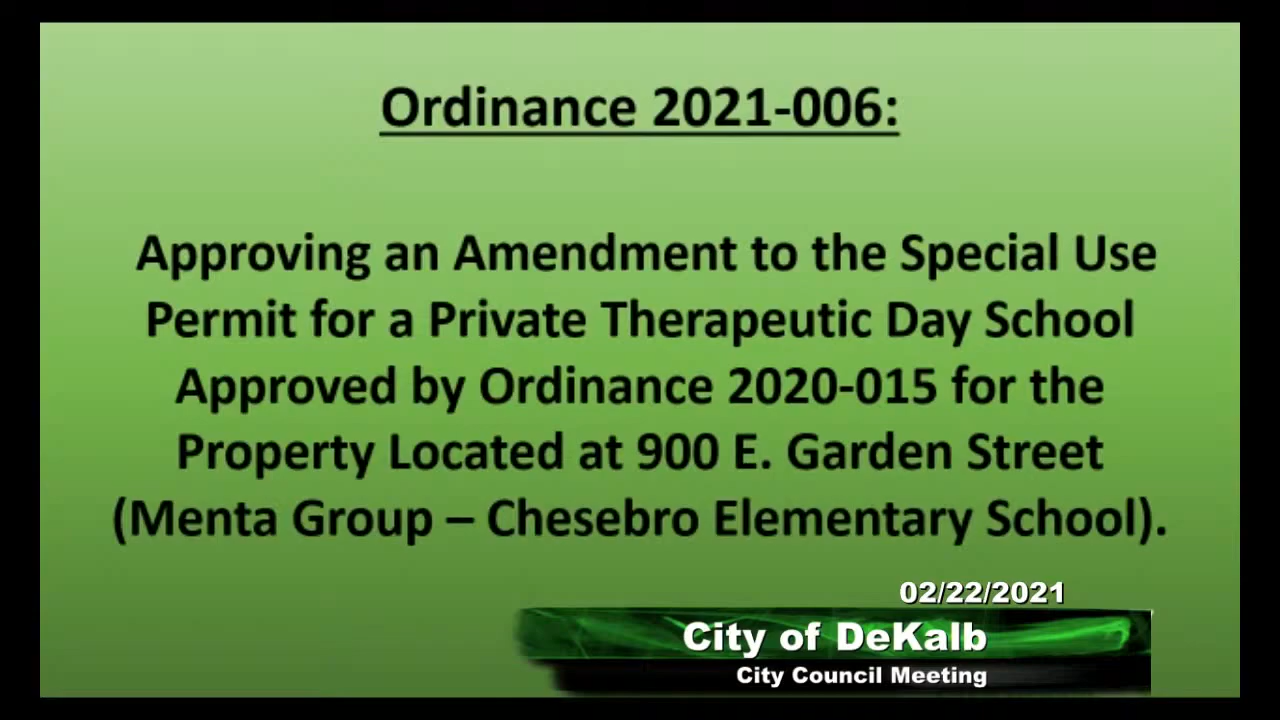 Ordinance 2021-006:
Approving an Amendment to the Special Use
Permit for a Private Therapeutic Day School
Approved by Ordinance 2020-015 for the
Property Located at 900 E. Garden Street
(Menta Group – Chesebro Elementary School).
02/22/2021
City of DeKalb
City Council Meeting